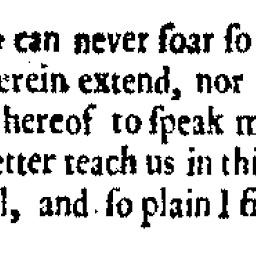 can never ſoar ſo
erein extend, nor
hereof to ſpeak
etter teach us in thi
l, and ſo plain I